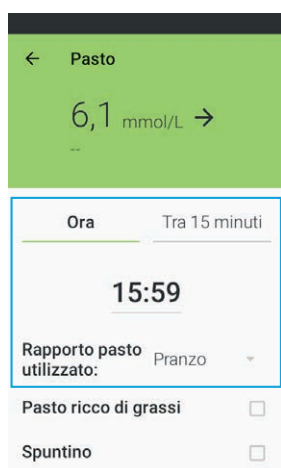 ← Pasto
6,1 mmol/L →
--
Ora Tra 15 minuti
15:59
Rapporto pasto
utilizzato: Pranzo
Pasto ricco di grassi
Spuntino